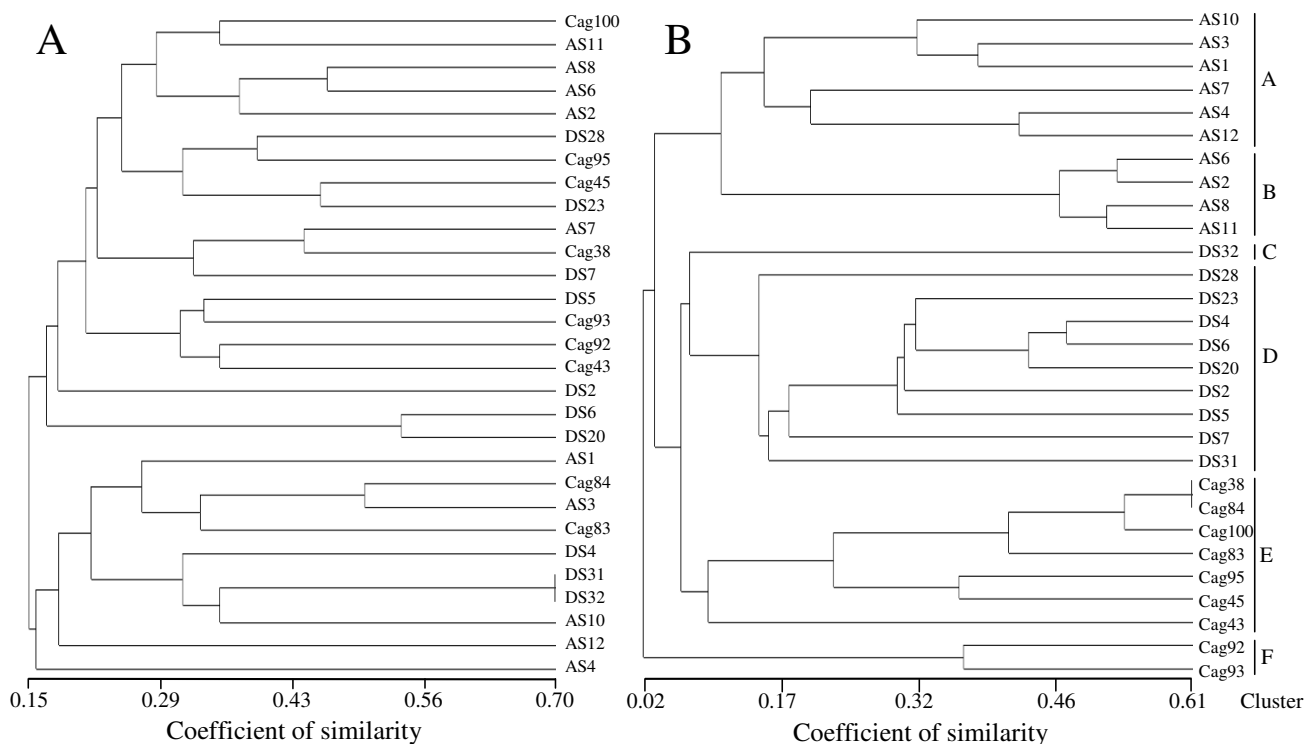 A
Cag100
AS11
AS8
AS6
AS2
DS28
Cag95
Cag45
DS23
AS7
Cag38
DS7
DS5
Cag93
Cag92
Cag43
DS2
DS6
DS20
AS1
Cag84
AS3
Cag83
DS4
DS31
DS32
AS10
AS12
AS4
0.15 0.29 0.43 0.56 0.70
Coefficient of similarity
B
AS10
AS3
AS1
AS7
AS4
AS12
A
AS6
AS2
AS8
AS11
B
DS32
C
DS28
DS23
DS4
DS6
DS20
DS2
DS5
DS7
DS31
D
Cag38
Cag84
Cag100
Cag83
Cag95
Cag45
Cag43
E
Cag92
Cag93
F
0.02 0.17 0.32 0.46 0.61 Cluster
Coefficient of similarity